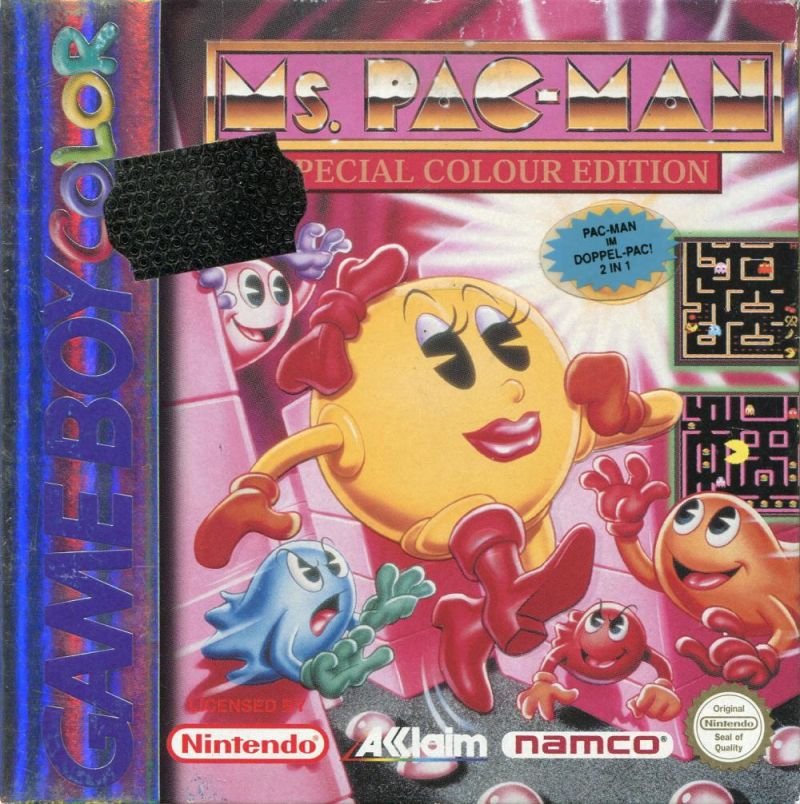 GAME BOY COLOR
Ms. PAC-MAN
PECIAL COLOUR EDITION
PAC-MAN
IM
DOPPEL-PAC!
2 IN 1
LICENSED BY
Nintendo®
AKklaim
namco®
Original
Nintendo
Seal of
Quality